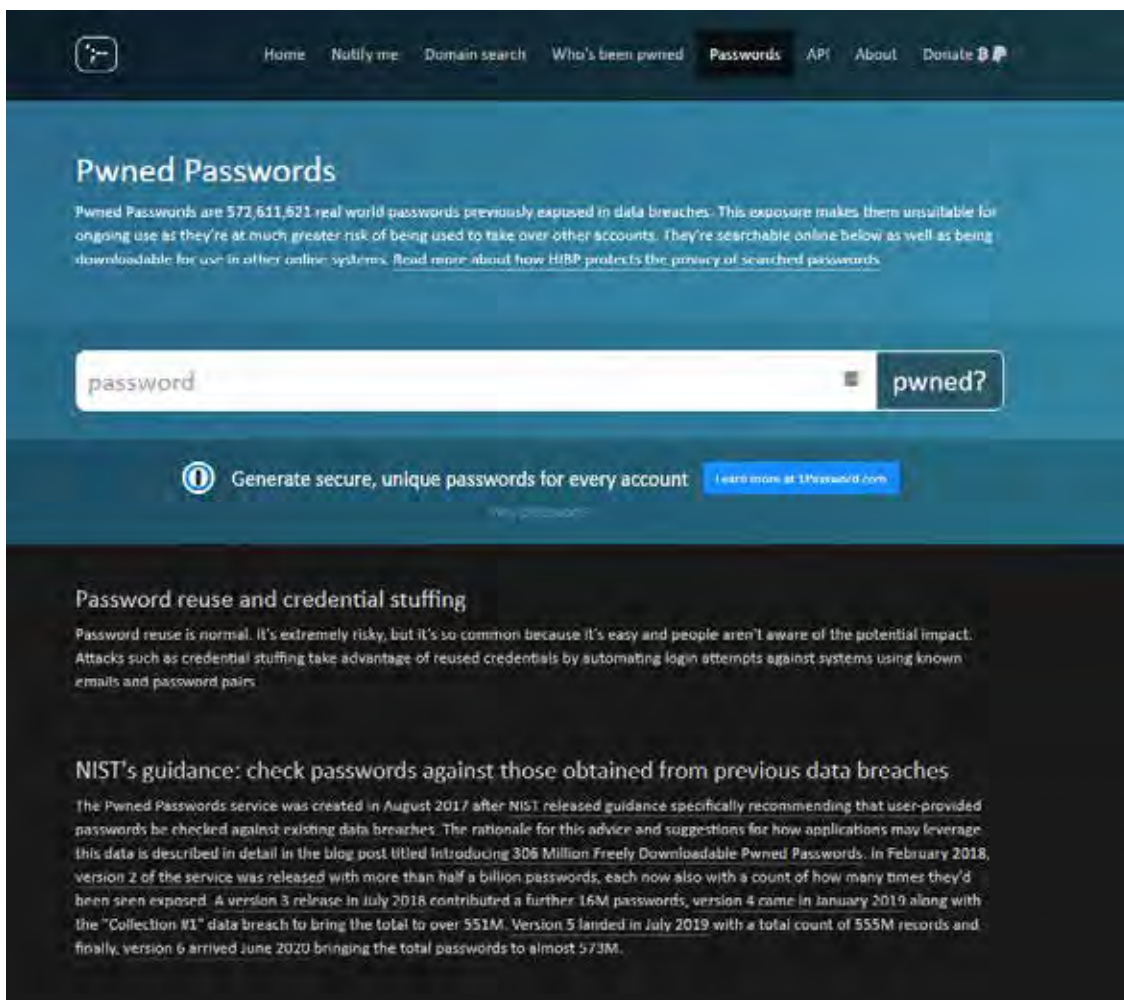 Home Notify me Domain search Who's been pwned Passwords API About Donate
Pwned Passwords
Pwned Passwords are 572,611,621 real world passwords previously exposed in data breaches. This exposure makes them unsuitable for
ongoing use as they're at much greater risk of being used to take over other accounts. They're searchable online below as well as being
downloadable for use in other online systems. Read more about how HIBP protects the privacy of searched passwords.
password
pwned?
Generate secure, unique passwords for every account
Learn more at 1Password.com
Password reuse and credential stuffing
Password reuse is normal. It's extremely risky, but it's so common because it's easy and people aren't aware of the potential impact.
Attacks such as credential stuffing take advantage of reused credentials by automating login attempts against systems using known
emails and password pairs.
NIST's guidance: check passwords against those obtained from previous data breaches
The Pwned Passwords service was created in August 2017 after NIST released guidance specifically recommending that user-provided
passwords be checked against existing data breaches. The rationale for this advice and suggestions for how applications may leverage
this data is described in detail in the blog post titled Introducing 306 Million Freely Downloadable Pwned Passwords. In February 2018,
version 2 of the service was released with more than half a billion passwords, each now also with a count of how many times they'd
been seen exposed. A version 3 release in July 2018 contributed a further 16M passwords, version 4 came in January 2019 along with
the "Collection #1" data breach to bring the total to over 551M. Version 5 landed in July 2019 with a total count of 555M records and
finally, version 6 arrived June 2020 bringing the total passwords to almost 573M.